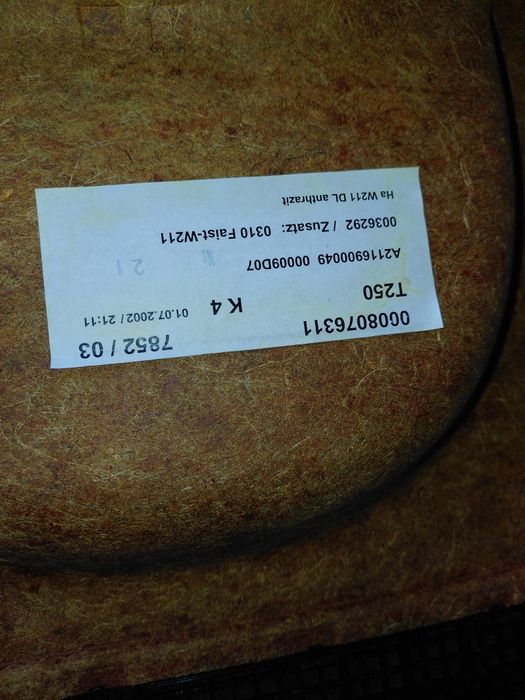 0008076311 7852 / 03
T250 K 4 01.07.2002 / 21:11
A2116900049 00009D07
21
0036292 / Zusatz: 0310 Faist-W211
Ha W211 DL anthrazit